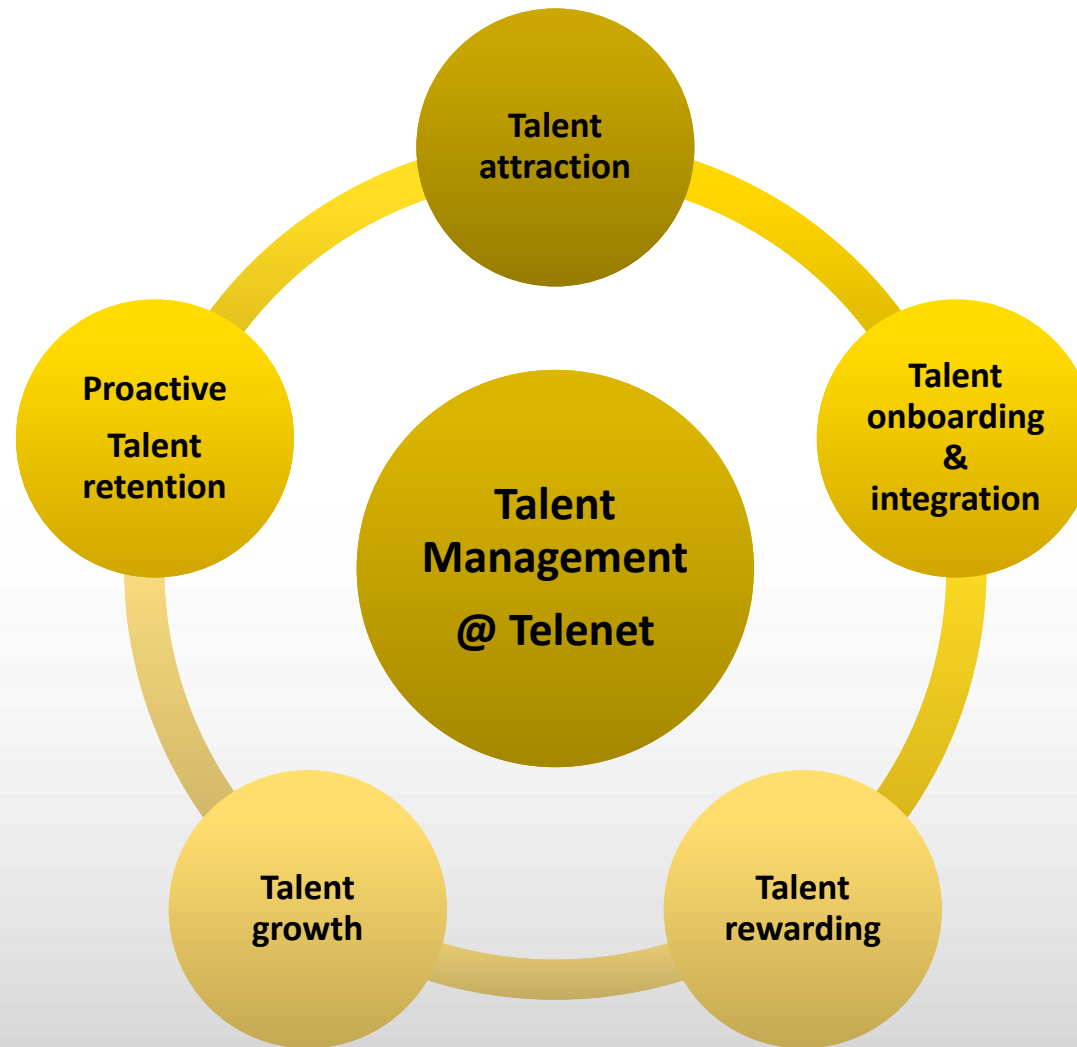 Talent
attraction
Talent
onboarding
&
integration
Talent
rewarding
Talent
growth
Proactive
Talent
retention
Talent
Management
@ Telenet